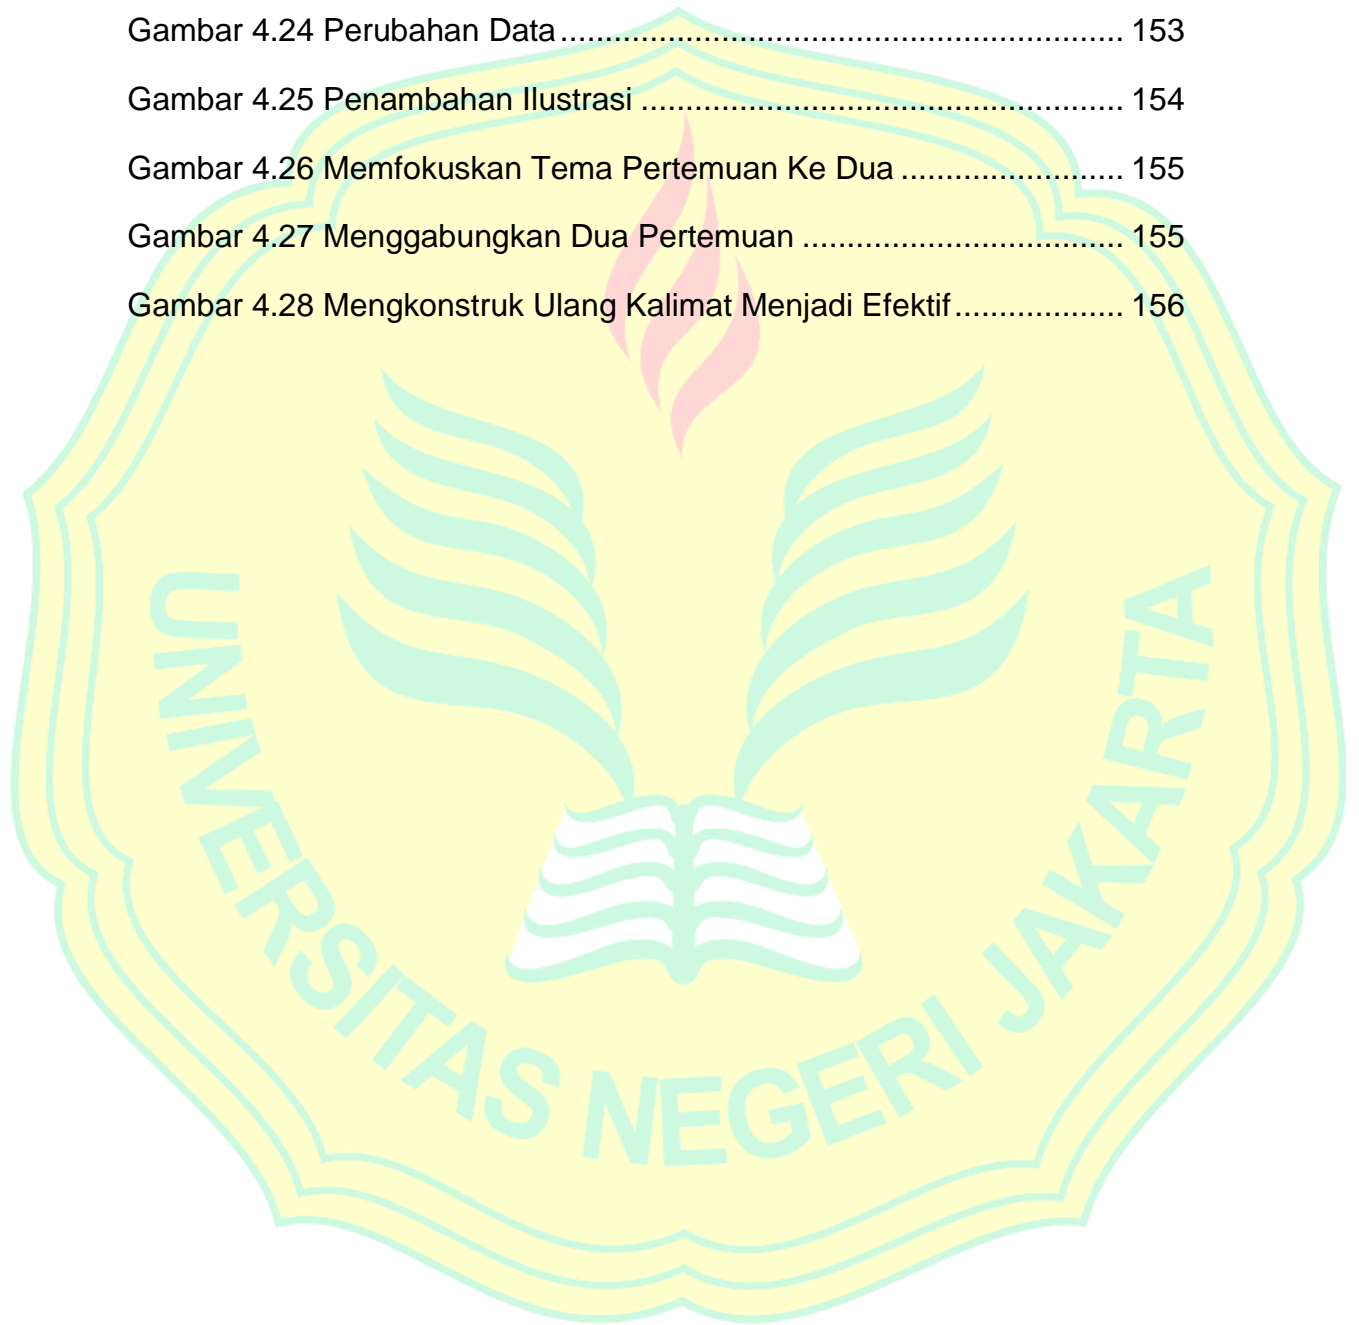 Gambar 4.24 Perubahan Data ................................................................ 153
Gambar 4.25 Penambahan Ilustrasi ...................................................... 154
Gambar 4.26 Memfokuskan Tema Pertemuan Ke Dua ......................... 155
Gambar 4.27 Menggabungkan Dua Pertemuan .................................... 155
Gambar 4.28 Mengkonstruk Ulang Kalimat Menjadi Efektif ................... 156
UNIVERSITAS NEGERI JAKARTA